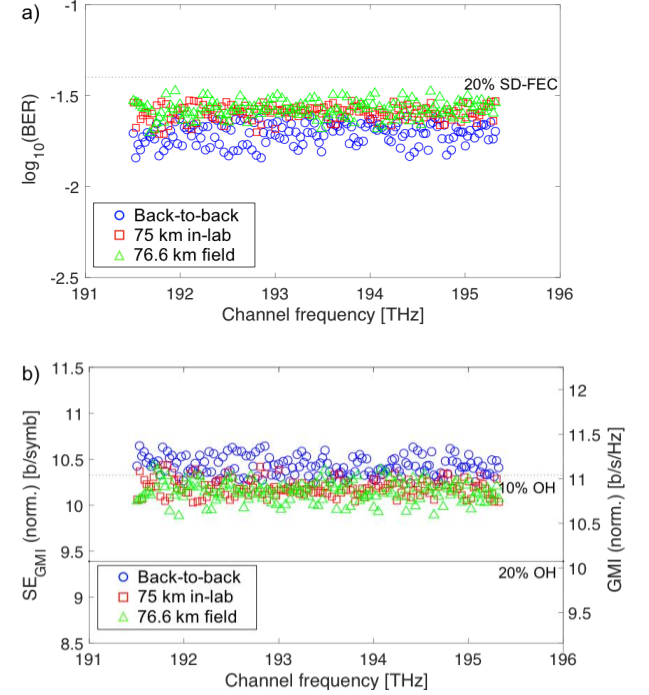 a)
-1
-1.5
-2
-2.5
log10(BER)
20% SD-FEC
Back-to-back
75 km in-lab
76.6 km field
191 192 193 194 195 196
Channel frequency [THz]
b)
11.5
11
10.5
10
9.5
9
8.5
SEGMI (norm.) [b/symb]
12
11.5
11
10.5
10
9.5
GMI (norm.) [b/s/Hz]
10% OH
20% OH
Back-to-back
75 km in-lab
76.6 km field
191 192 193 194 195 196
Channel frequency [THz]